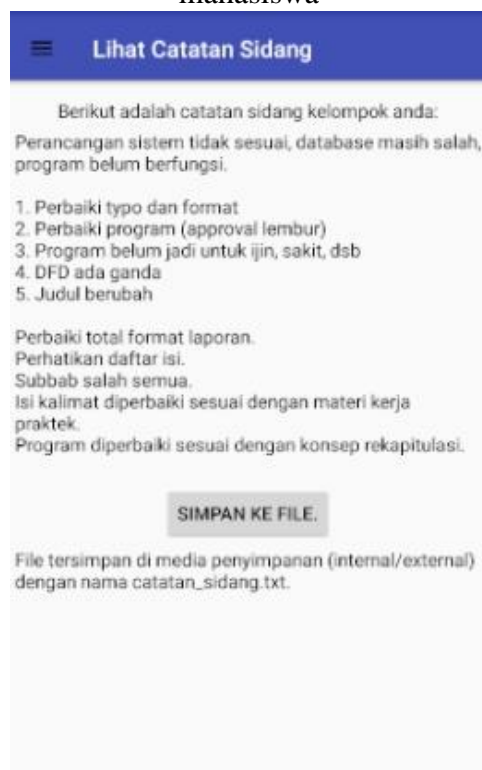 mahasiswa
Lihat Catatan Sidang
Berikut adalah catatan sidang kelompok anda:
Perancangan sistem tidak sesuai, database masih salah,
program belum berfungsi.
1. Perbaiki typo dan format
2. Perbaiki program (approval lembur)
3. Program belum jadi untuk ijin, sakit, dsb
4. DFD ada ganda
5. Judul berubah
Perbaiki total format laporan.
Perhatikan daftar isi.
Subbab salah semua.
Isi kalimat diperbaiki sesuai dengan materi kerja
praktek.
Program diperbaiki sesuai dengan konsep rekapitulasi.
SIMPAN KE FILE.
File tersimpan di media penyimpanan (internal/external)
dengan nama catatan_sidang.txt.